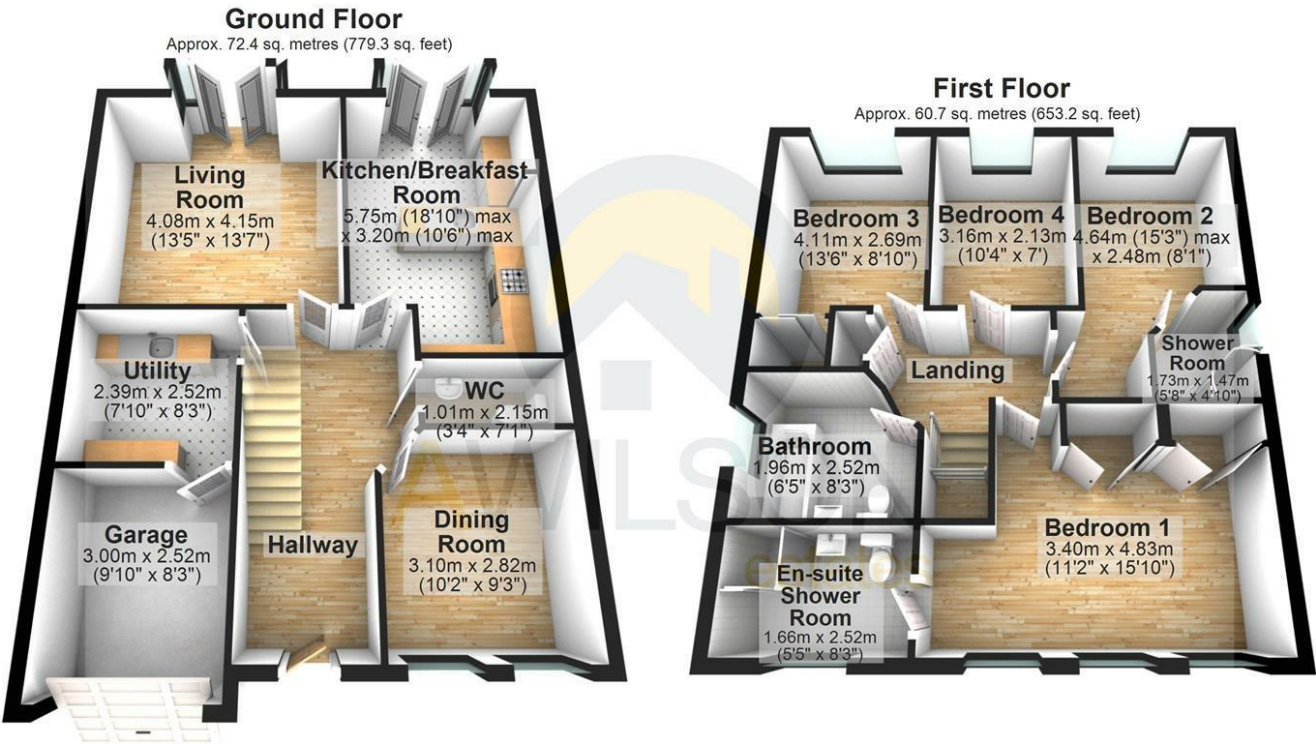 Ground Floor
Approx. 72.4 sq. metres (779.3 sq. feet)
Living
Room
4.08m x 4.15m
(13'5" x 13'7")
Kitchen/Breakfast
Room
5.75m (18'10") max
x 3.20m (10'6") max
Utility
2.39m x 2.52m
(7'10" x 8'3")
WC
1.01m x 2.15m
(3'4" x 7'1")
Garage
3.00m x 2.52m
(9'10" x 8'3")
Hallway
Dining
Room
3.10m x 2.82m
(10'2" x 9'3")
First Floor
Approx. 60.7 sq. metres (653.2 sq. feet)
Bedroom 3
4.11m x 2.69m
(13'6" x 8'10")
Bedroom 4
3.16m x 2.13m
(10'4" x 7')
Bedroom 2
4.64m (15'3") max
x 2.48m (8'1")
Shower
Room
1.73m x 1.47m
(5'8" x 4'10")
Landing
Bathroom
1.96m x 2.52m
(6'5" x 8'3")
Bedroom 1
3.40m x 4.83m
(11'2" x 15'10")
En-suite
Shower
Room
1.66m x 2.52m
(5'5" x 8'3")
AWILSON
estates